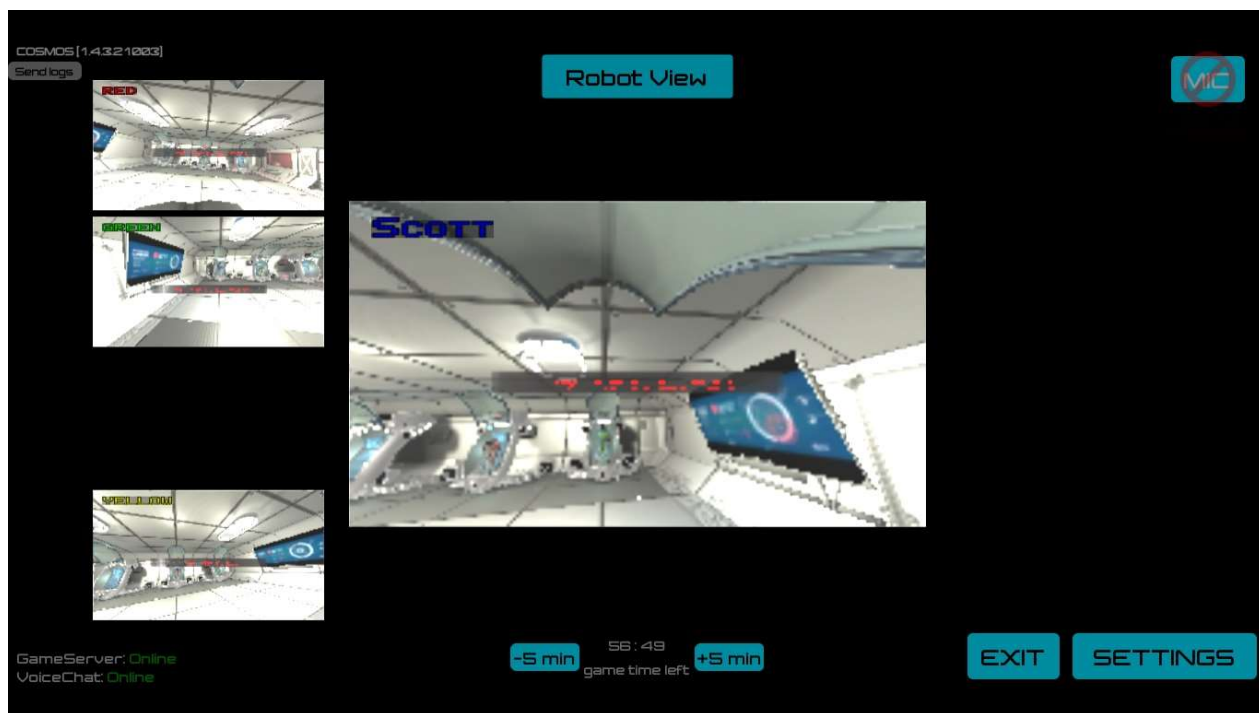 COSMOS [1.4.3.21003]
Send logs
Robot View
MIC
RED
GREEN
Scott
YELLOW
GameServer: Online
VoiceChat: Online
-5 min
56:49
game time left
+5 min
EXIT
SETTINGS